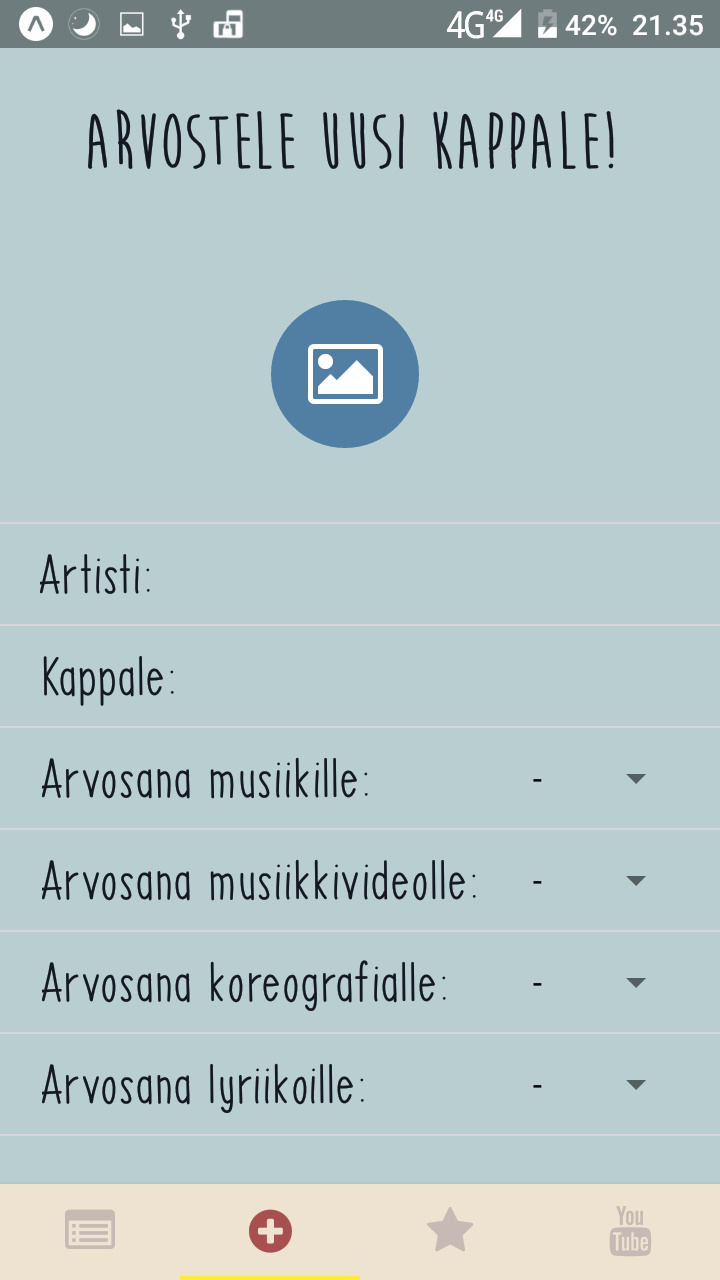 4G 4G 42% 21.35
ARVOSTELE UUSI KAPPALE!
Artisti:
Kappale:
Arvosana musiikille: -
Arvosana musiikkivideolle: -
Arvosana koreografialle: -
Arvosana lyriikoille: -
You
Tube